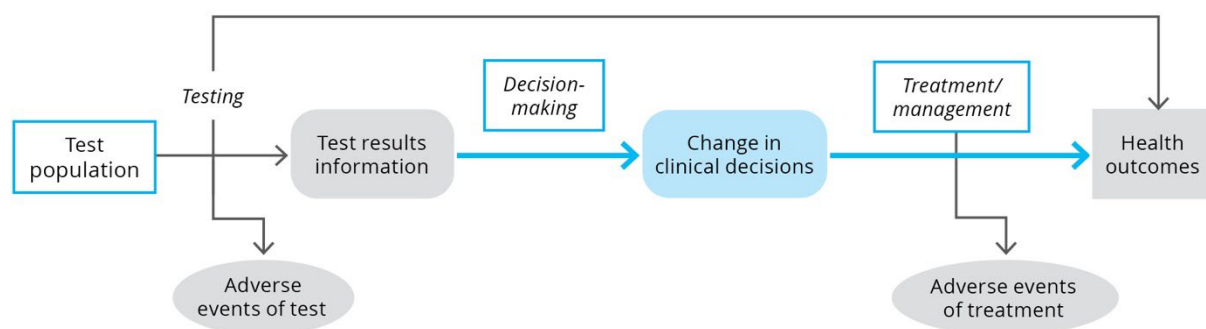 Testing
Decision-
making
Treatment/
management
Test
population
Test results
information
Change in
clinical decisions
Health
outcomes
Adverse
events of test
Adverse events
of treatment